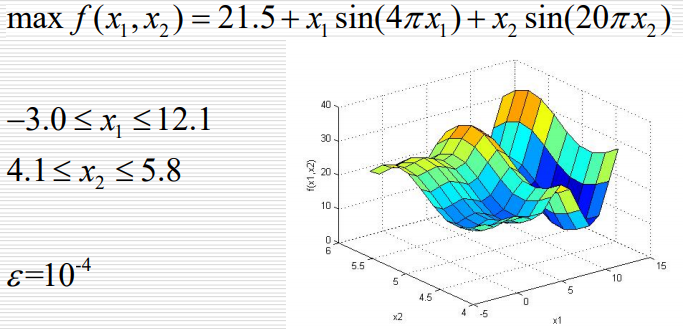 max f(x₁,x₂) = 21.5 + x₁ sin(4πx₁) + x₂ sin(20πx₂)
−3.0 ≤ x₁ ≤ 12.1
4.1 ≤ x₂ ≤ 5.8
ε=10⁻⁴
f(x1,x2)
40
30
20
10
0
6
5.5
5
4.5
4
x2
-5
0
5
10
15
x1